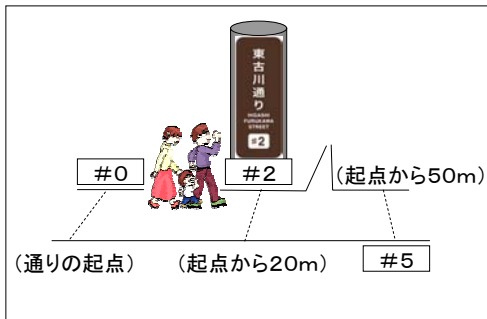 東古川通り
HIGASHI
FURUKAWA
STREET
#2
#0
#2
(起点から50m)
(通りの起点)
(起点から20m)
#5